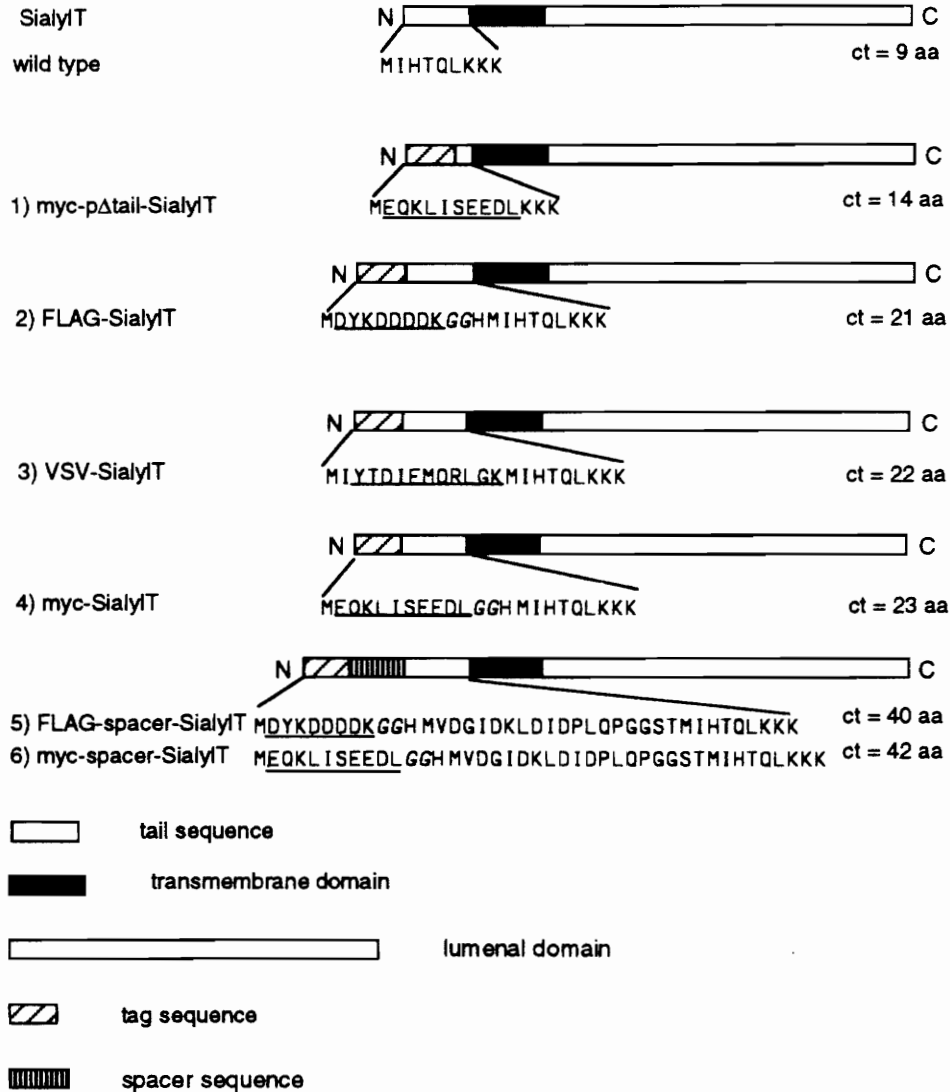 SialylT N C
wild type MIHTQLKKK ct = 9 aa
N C
1) myc-pΔtail-SialylT MEQKLISEEDLKKK ct = 14 aa
N C
2) FLAG-SialylT MDYKDDDDKGGHMIHTQLKKK ct = 21 aa
N C
3) VSV-SialylT MIYTDIEMQRLGKMIHTQLKKK ct = 22 aa
N C
4) myc-SialylT MEQKLISEEDLGGHMIHTQLKKK ct = 23 aa
N C
5) FLAG-spacer-SialylT MDYKDDDDKGGHMVDGIDKLDIDPLQPGGSTMIHTQLKKK ct = 40 aa
6) myc-spacer-SialylT MEQKLISEEDLGGHMVDGIDKLDIDPLQPGGSTMIHTQLKKK ct = 42 aa
tail sequence
transmembrane domain
lumenal domain
tag sequence
spacer sequence